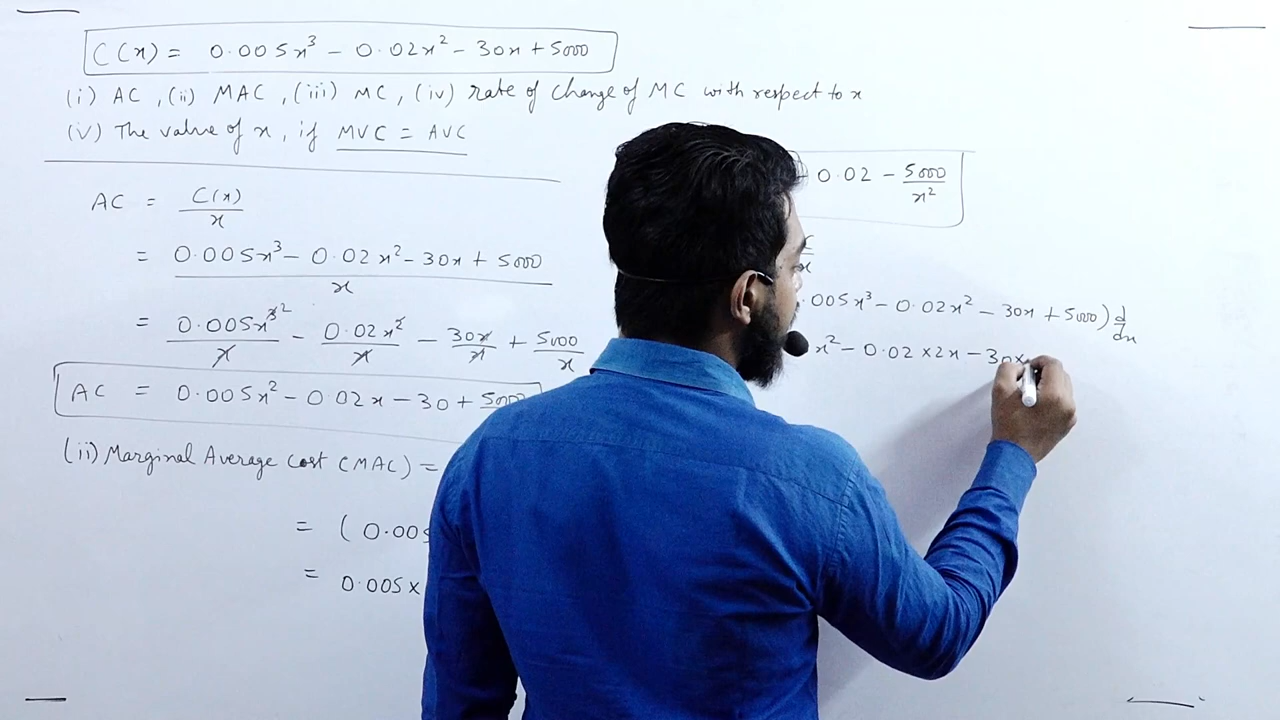 C(x) = 0.005x³ - 0.02x² - 30x + 5000
(i) AC, (ii) MAC, (iii) MC, (iv) rate of change of MC with respect to x
(v) The value of x, if MVC = AVC
AC = C(x)/x
= 0.005x³ - 0.02x² - 30x + 5000 / x
= 0.005x³ ²/x - 0.02x²/x - 30x/x + 5000/x
AC = 0.005x² - 0.02x - 30 + 5000
(ii) Marginal Average Cost (MAC) =
= (0.005
= 0.005 ×
0.02 - 5000/x²
x
.005x³ - 0.02x² - 30x + 5000) d/dx
x² - 0.02 × 2x - 30 ×